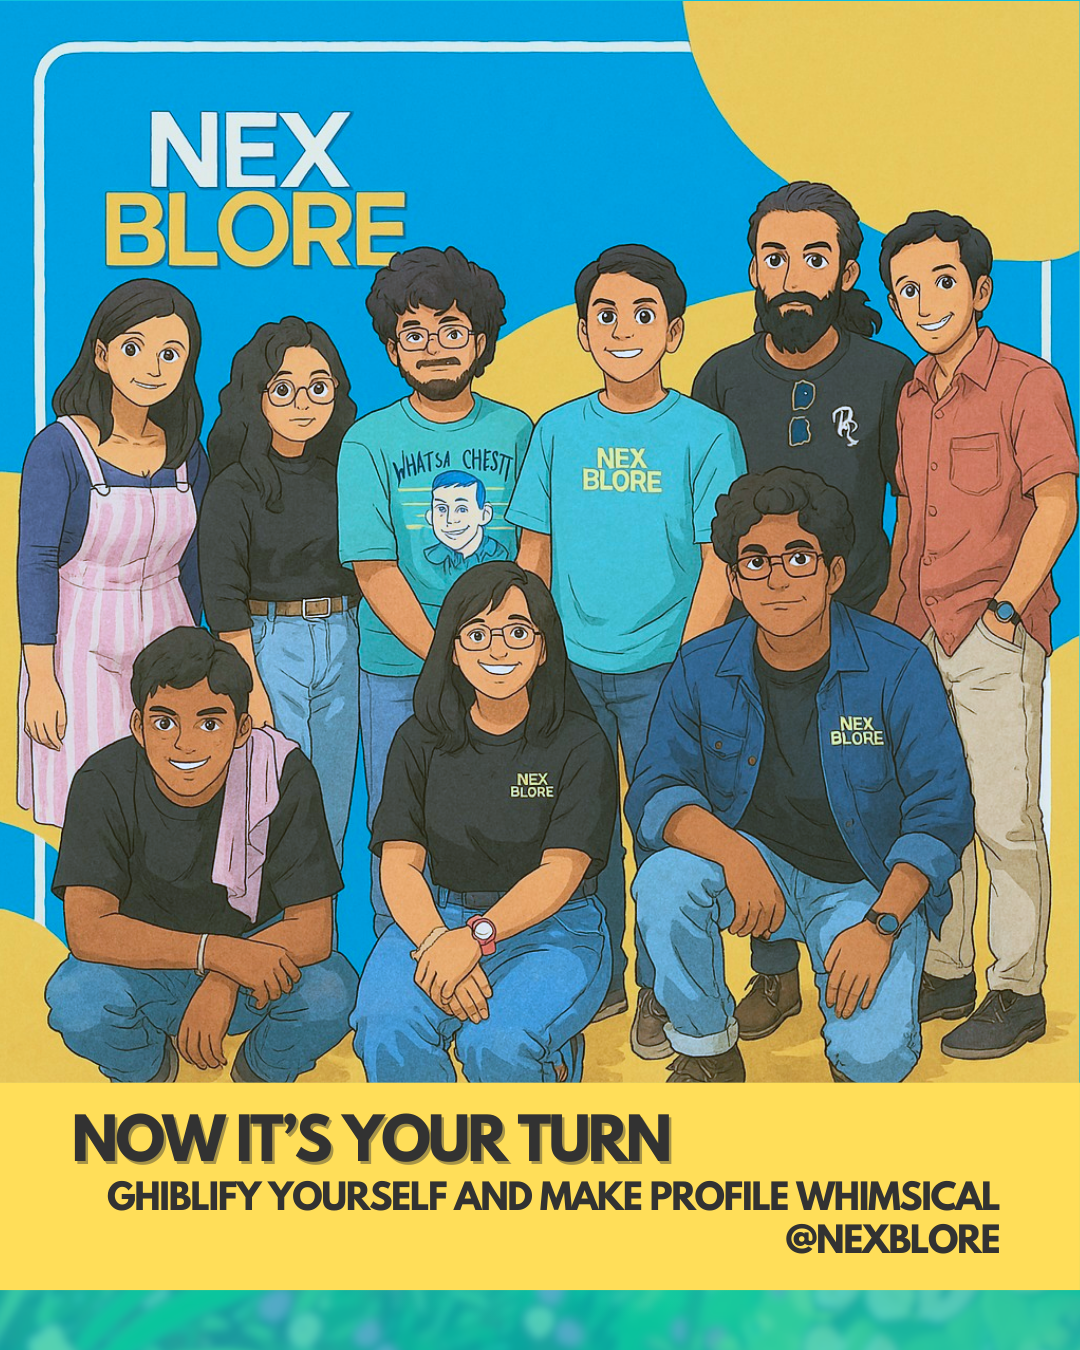 NEX
BLORE
WHATSA CHESTT
NEX
BLORE
NEX
BLORE
NEX
BLORE
NOW IT'S YOUR TURN
GHIBLIFY YOURSELF AND MAKE PROFILE WHIMSICAL
@NEXBLORE